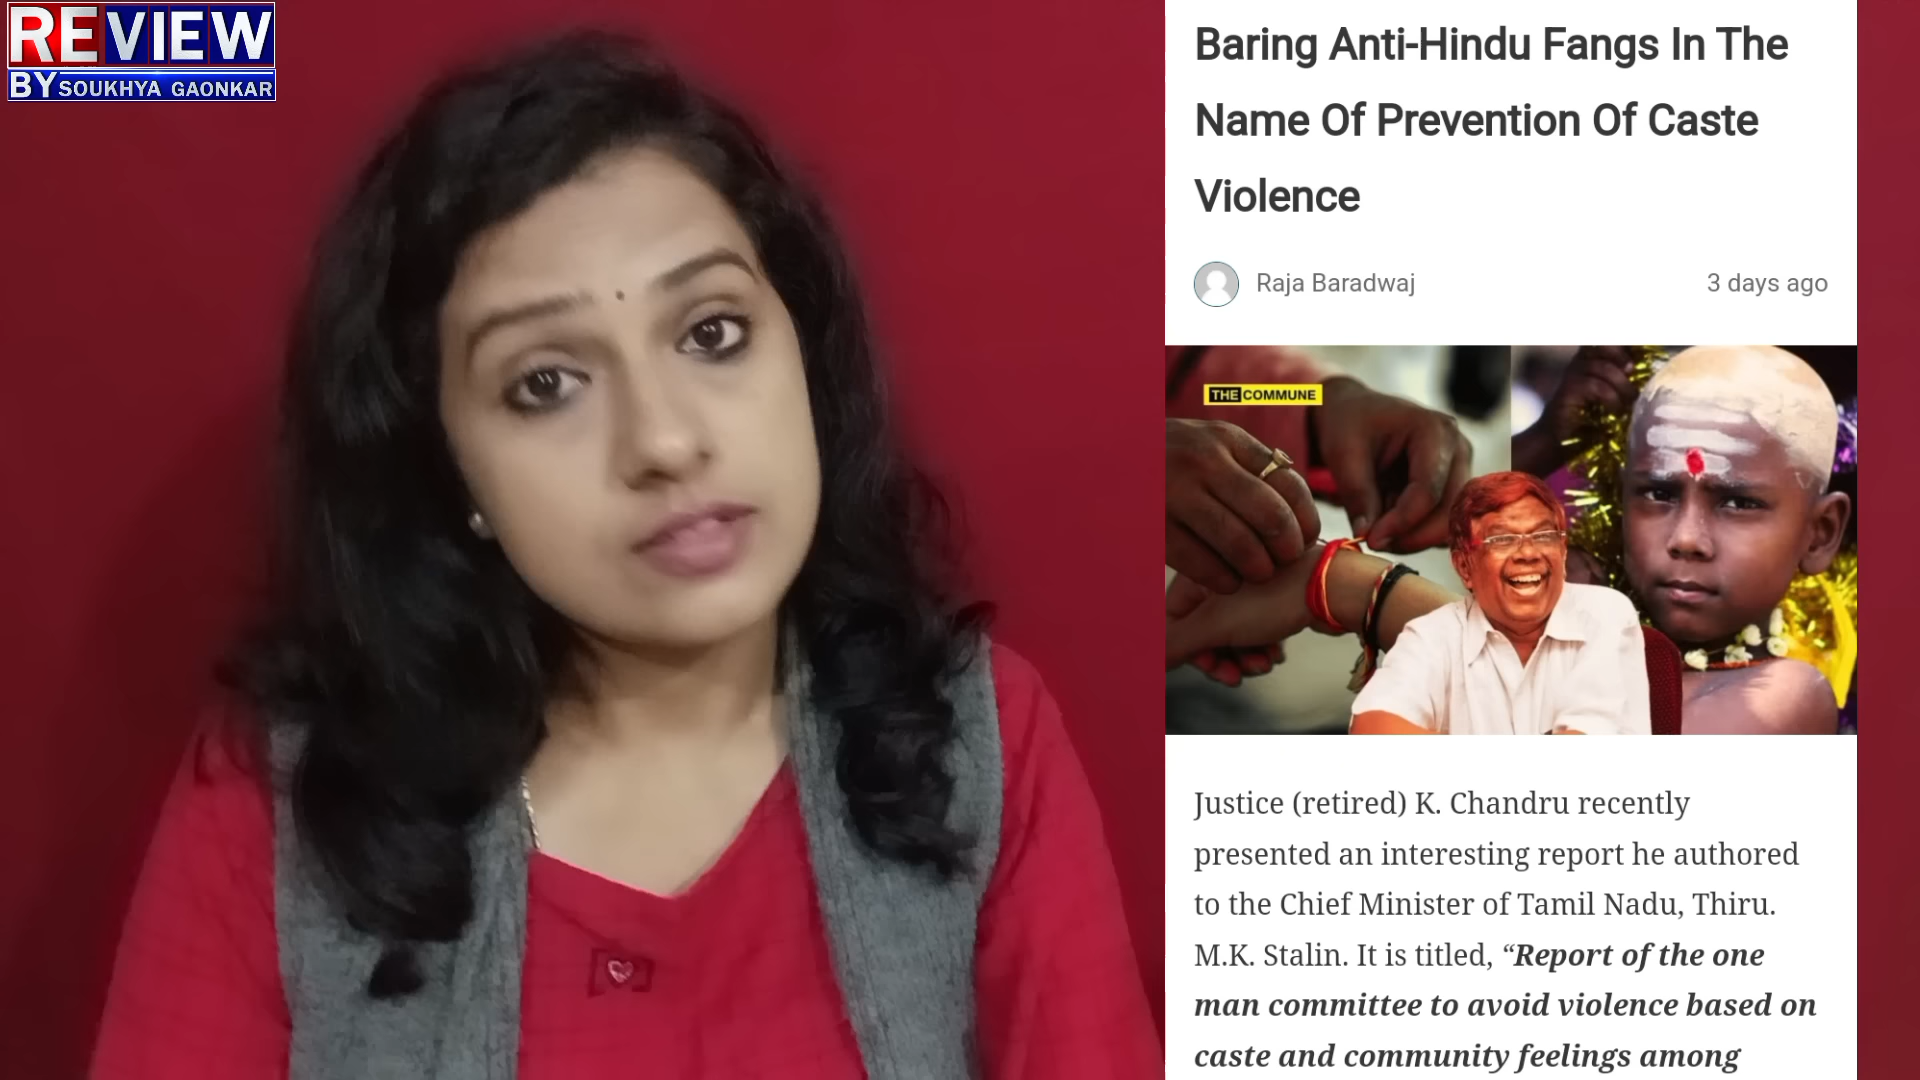 REVIEW
BY SOUKHYA GAONKAR
Baring Anti-Hindu Fangs In The
Name Of Prevention Of Caste
Violence
Raja Baradwaj
3 days ago
THE COMMUNE
Justice (retired) K. Chandru recently
presented an interesting report he authored
to the Chief Minister of Tamil Nadu, Thiru.
M.K. Stalin. It is titled, “Report of the one
man committee to avoid violence based on
caste and community feelings among